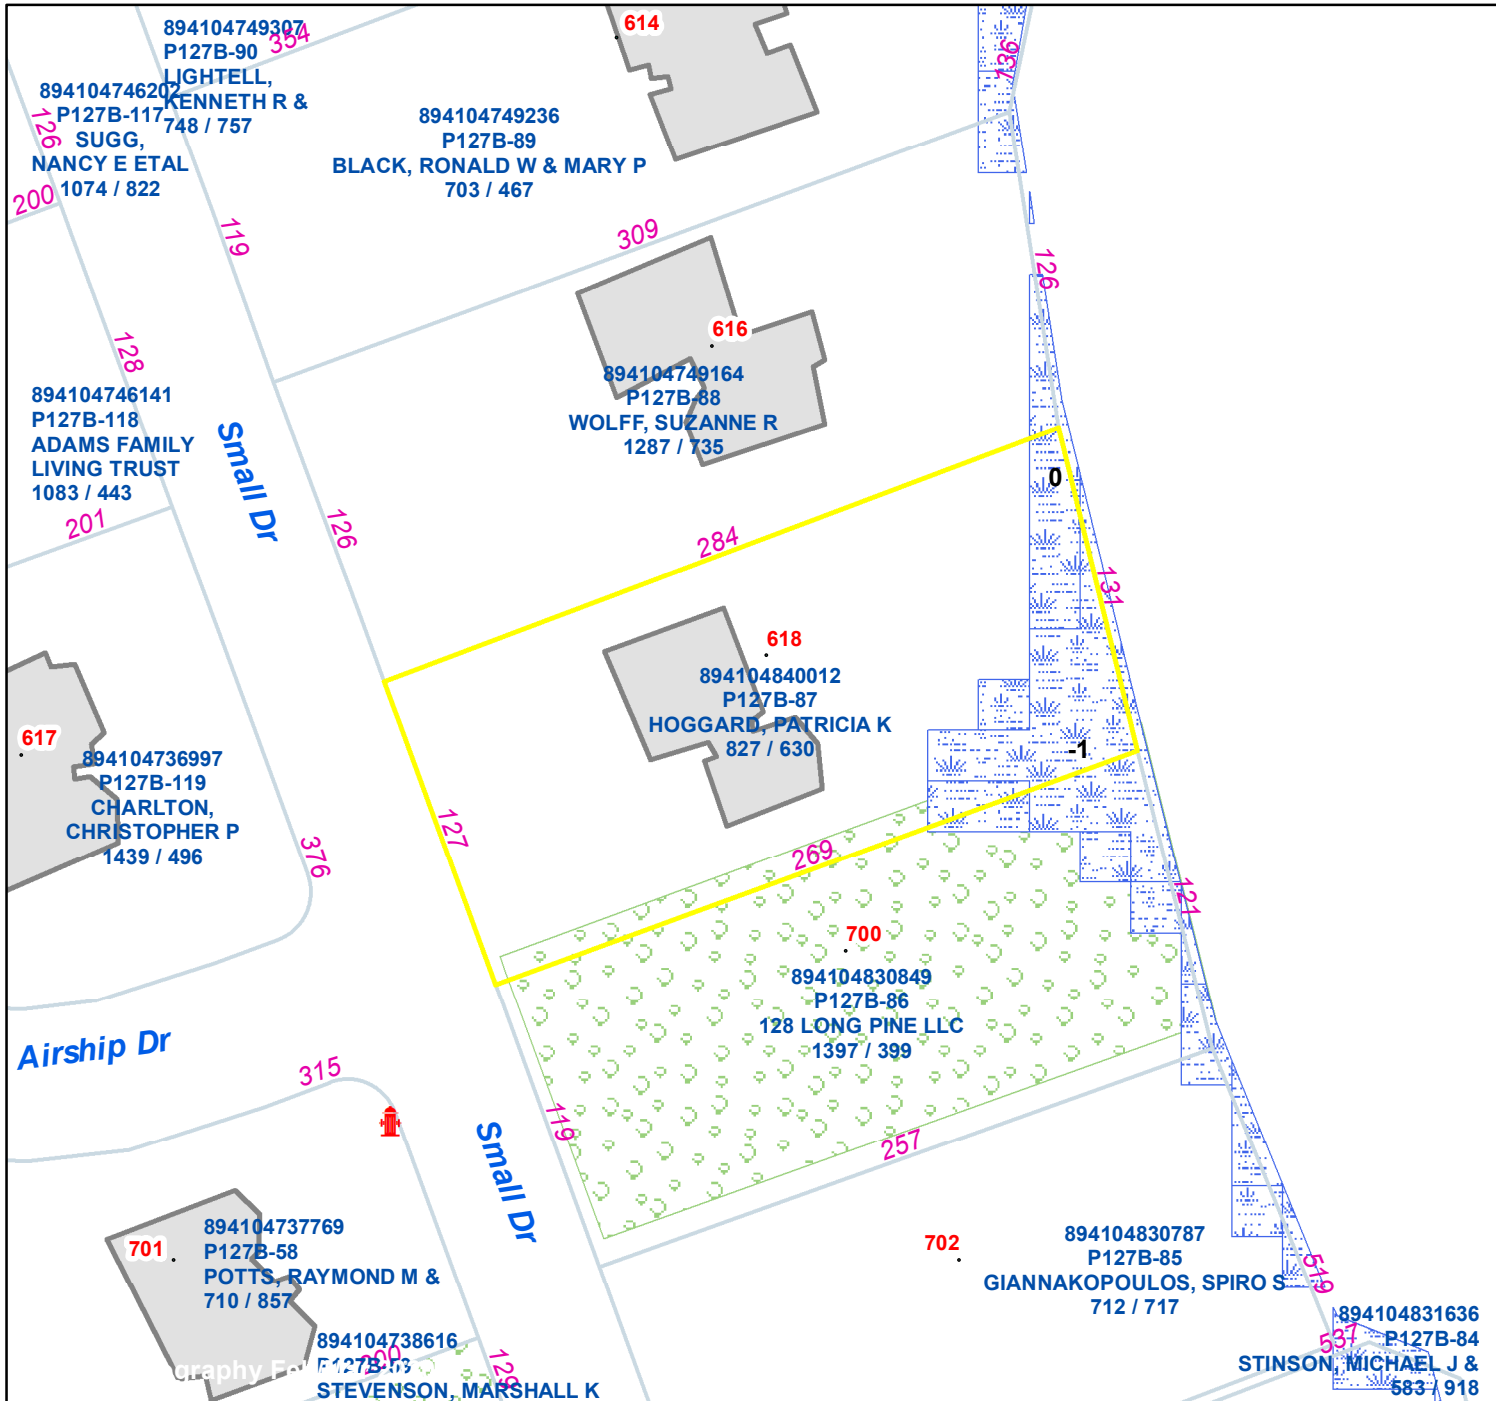 894104749307
P127B-90
LIGHTELL,
KENNETH R &
748 / 757
354
614
136
894104746202
P127B-117
SUGG,
NANCY E ETAL
1074 / 822
126
200
894104749236
P127B-89
BLACK, RONALD W & MARY P
703 / 467
119
309
126
616
894104749164
P127B-88
WOLFF, SUZANNE R
1287 / 735
128
894104746141
P127B-118
ADAMS FAMILY
LIVING TRUST
1083 / 443
201
Small Dr
126
284
0
131
618
894104840012
P127B-87
HOGGARD, PATRICIA K
827 / 630
-1
617
894104736997
P127B-119
CHARLTON,
CHRISTOPHER P
1439 / 496
376
127
269
121
700
894104830849
P127B-86
128 LONG PINE LLC
1397 / 399
Airship Dr
315
119
257
Small Dr
701
894104737769
P127B-58
POTTS, RAYMOND M &
710 / 857
702
894104830787
P127B-85
GIANNAKOPOULOS, SPIRO S
712 / 717
519
537
894104831636
P127B-84
STINSON, MICHAEL J &
583 / 918
894104738616
200
129
STEVENSON, MARSHALL K